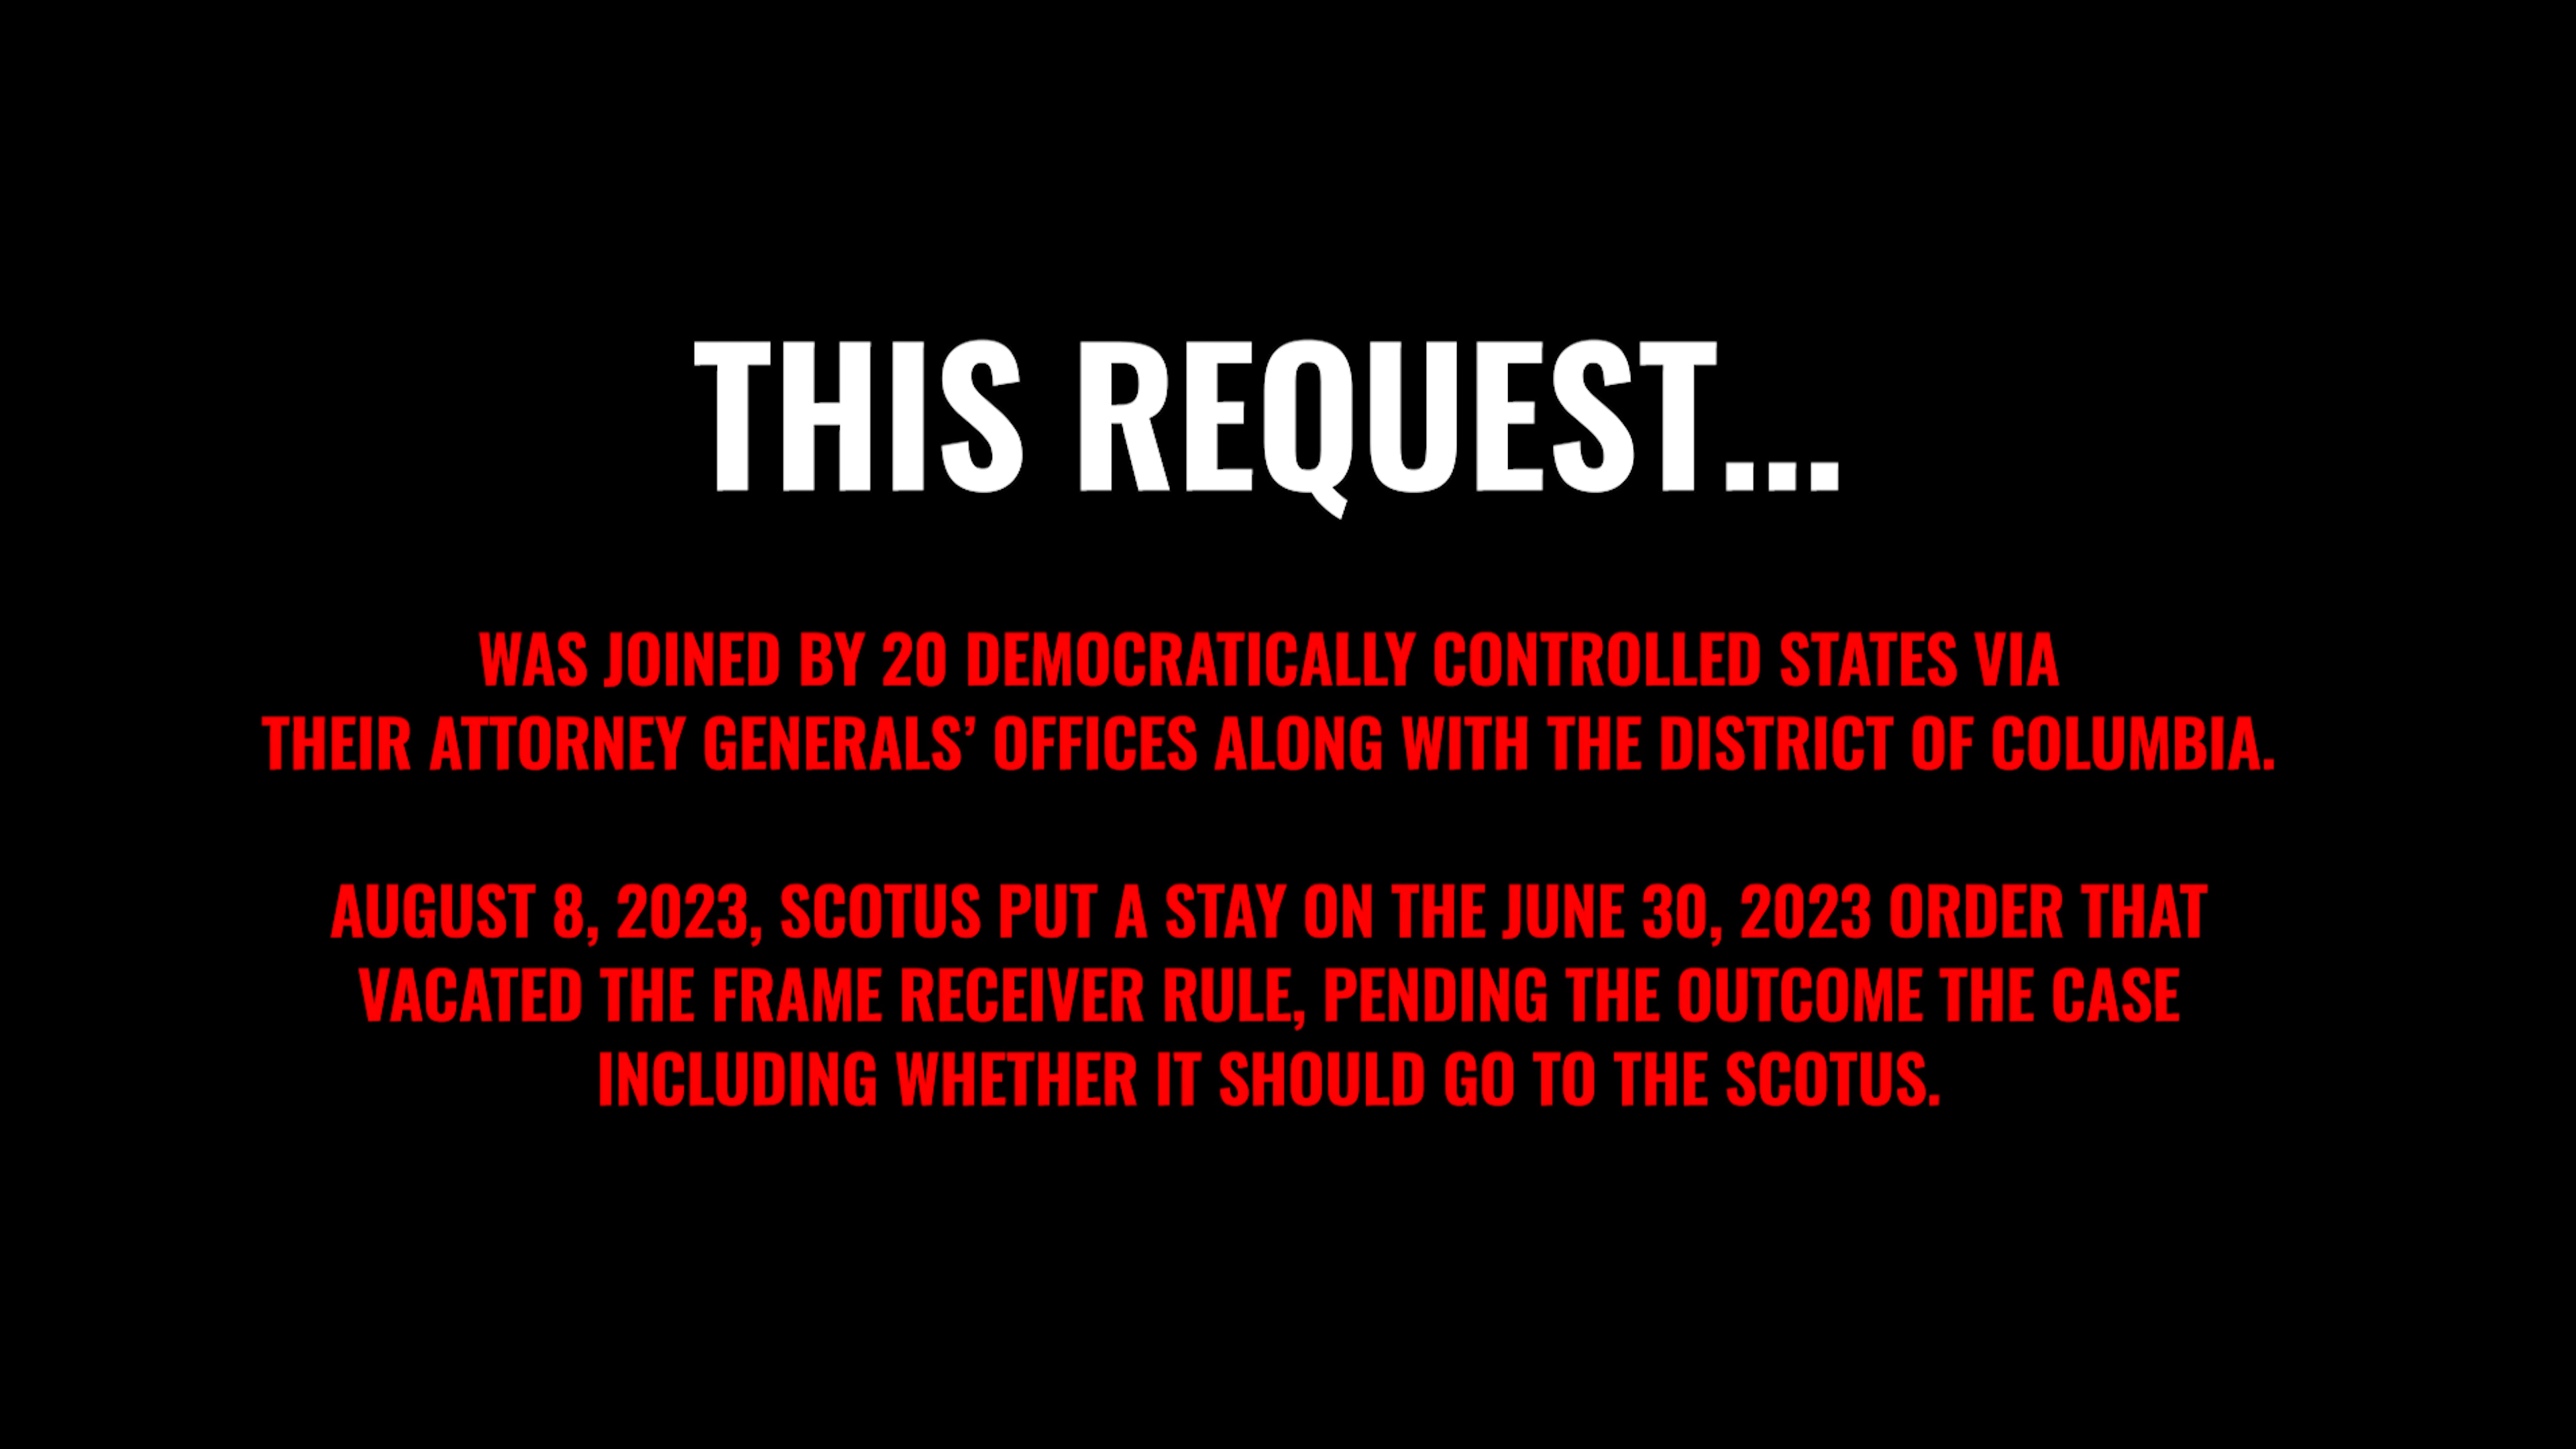 THIS REQUEST...
WAS JOINED BY 20 DEMOCRATICALLY CONTROLLED STATES VIA
THEIR ATTORNEY GENERALS’ OFFICES ALONG WITH THE DISTRICT OF COLUMBIA.
AUGUST 8, 2023, SCOTUS PUT A STAY ON THE JUNE 30, 2023 ORDER THAT
VACATED THE FRAME RECEIVER RULE, PENDING THE OUTCOME THE CASE
INCLUDING WHETHER IT SHOULD GO TO THE SCOTUS.